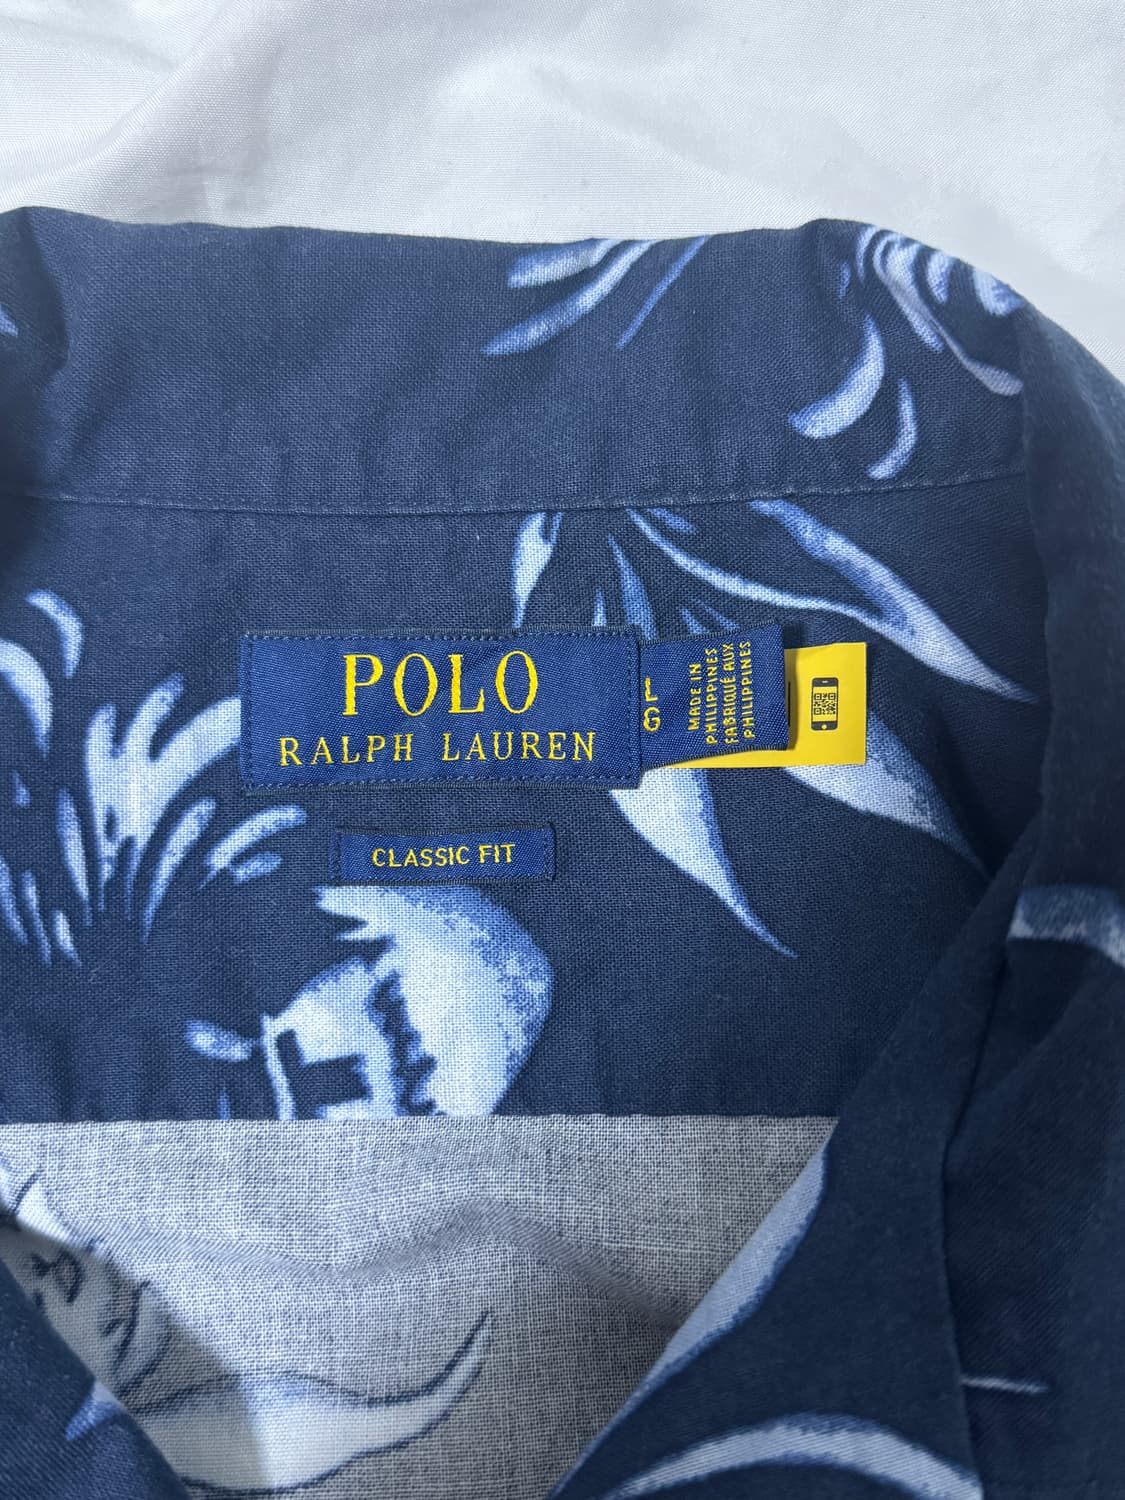 POLO
RALPH LAUREN
L
G
MADE IN
PHILIPPINES
FABRIQUÉ AUX
PHILIPPINES
CLASSIC FIT